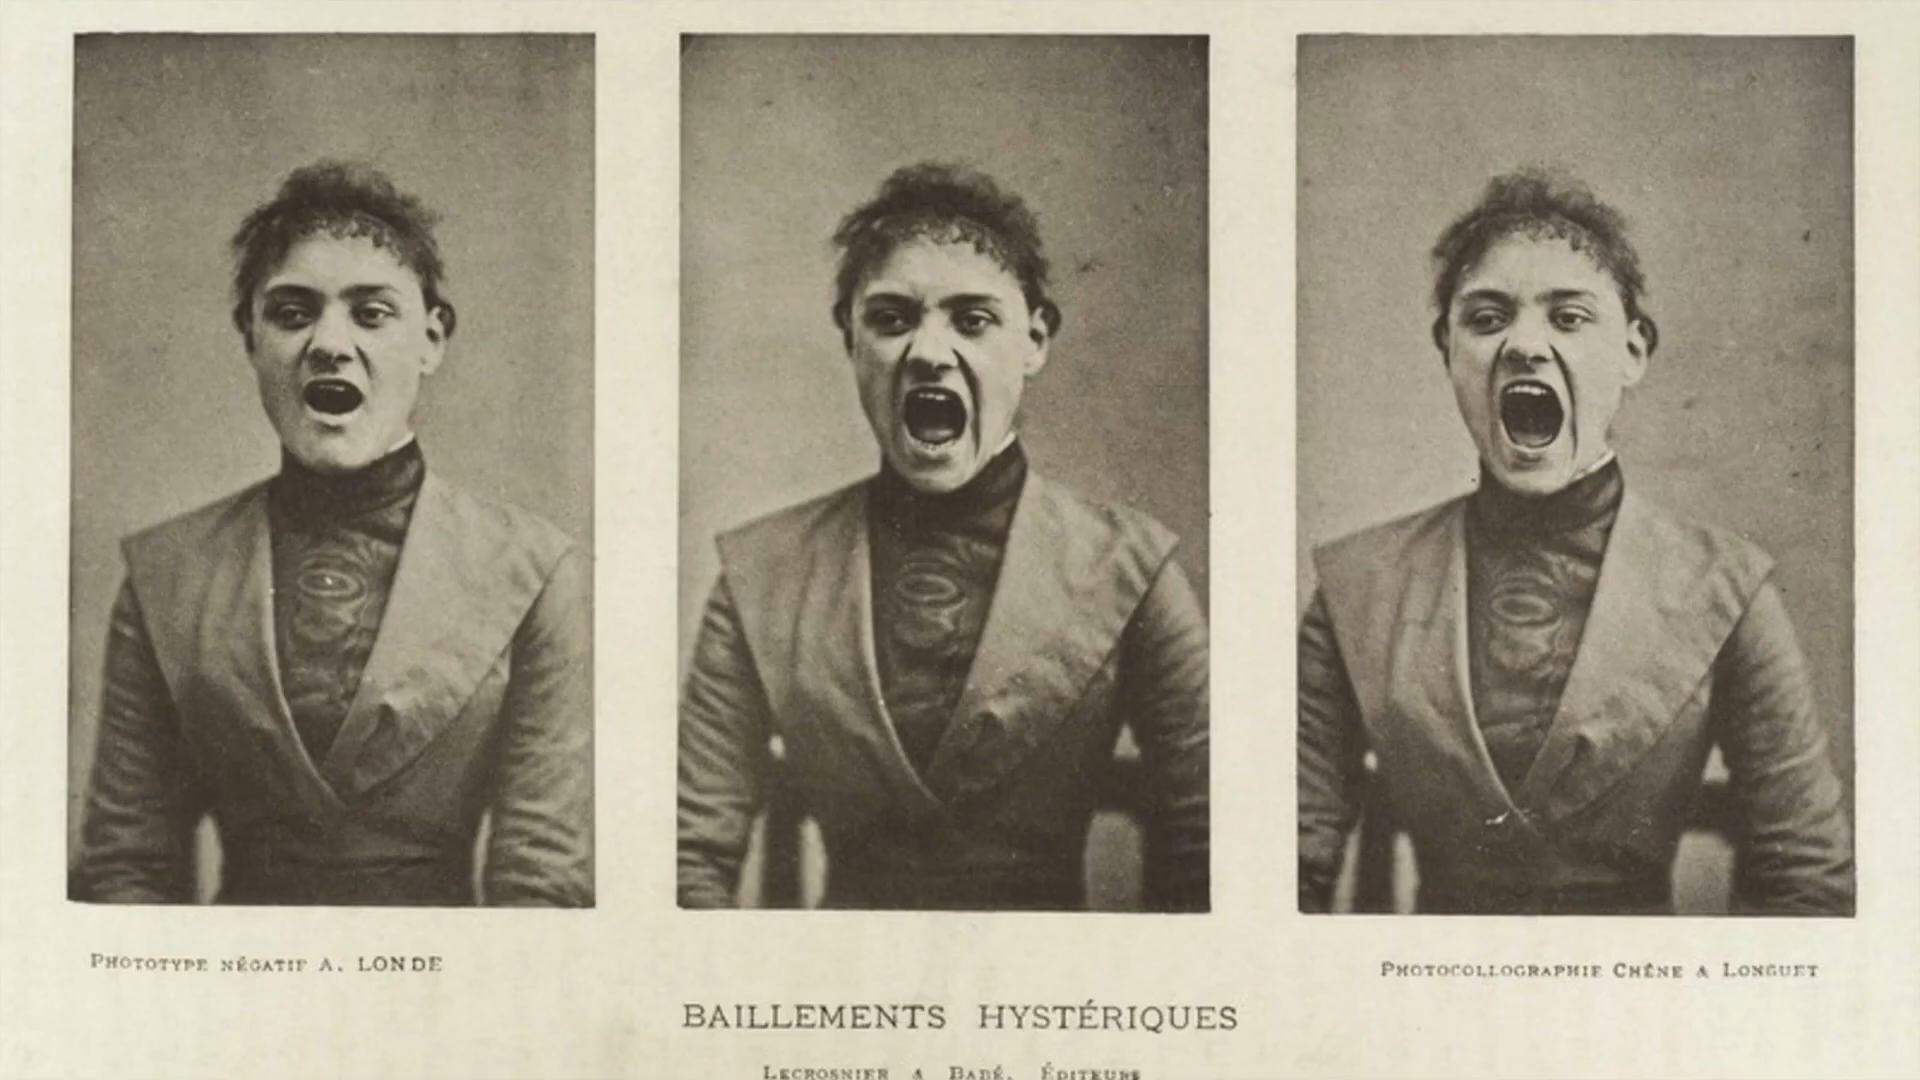 PHOTOTYPE NÉGATIF A. LONDE
PHOTOCOLLOGRAPHIE CHÊNE & LONGUET
BAILLEMENTS HYSTÉRIQUES
LECROSNIER & BABÉ, ÉDITEURS